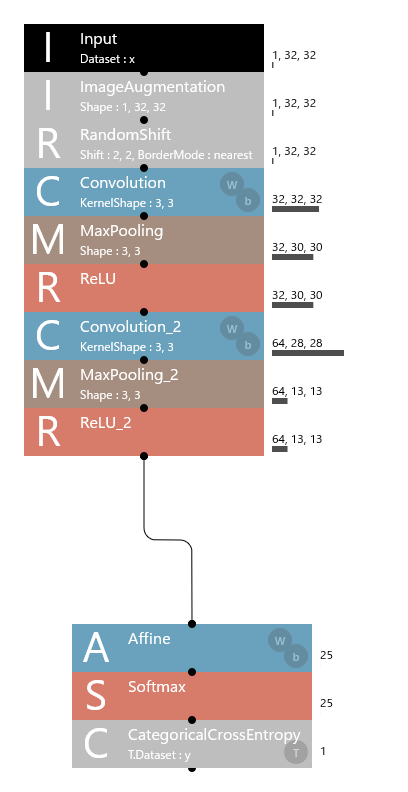 I Input 1, 32, 32
Dataset : x
I ImageAugmentation 1, 32, 32
Shape : 1, 32, 32
R RandomShift 1, 32, 32
Shift : 2, 2, BorderMode : nearest
C Convolution W b 32, 32, 32
KernelShape : 3, 3
M MaxPooling 32, 30, 30
Shape : 3, 3
R ReLU 32, 30, 30
C Convolution_2 W b 64, 28, 28
KernelShape : 3, 3
M MaxPooling_2 64, 13, 13
Shape : 3, 3
R ReLU_2 64, 13, 13
A Affine W b 25
S Softmax 25
C CategoricalCrossEntropy 1
T.Dataset : y T